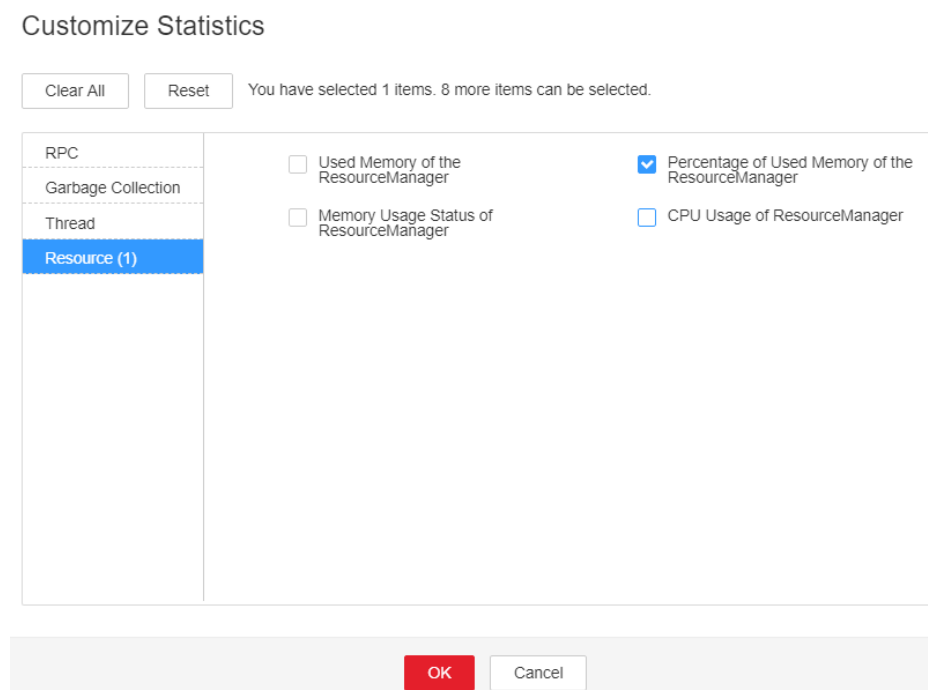 Customize Statistics
Clear All Reset You have selected 1 items. 8 more items can be selected.
RPC
Garbage Collection
Thread
Resource (1)
Used Memory of the
ResourceManager
Percentage of Used Memory of the
ResourceManager
Memory Usage Status of
ResourceManager
CPU Usage of ResourceManager
OK Cancel